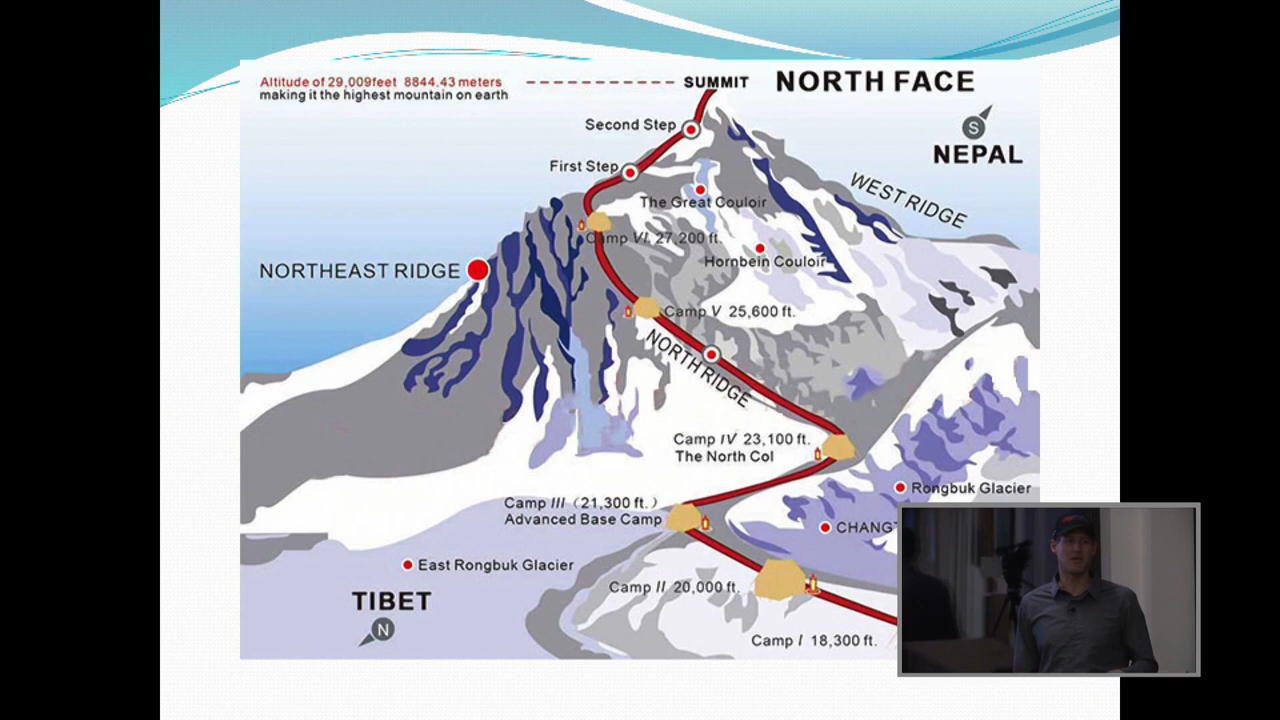 Altitude of 29,009feet 8844.43 meters
making it the highest mountain on earth
SUMMIT
NORTH FACE
Second Step
S
NEPAL
First Step
WEST RIDGE
The Great Couloir
Camp VI 27,200 ft.
Hornbein Couloir
NORTHEAST RIDGE
Camp V 25,600 ft.
NORTH RIDGE
Camp IV 23,100 ft.
The North Col
Rongbuk Glacier
Camp III (21,300 ft.)
Advanced Base Camp
CHANG
East Rongbuk Glacier
Camp II 20,000 ft.
TIBET
N
Camp I 18,300 ft.